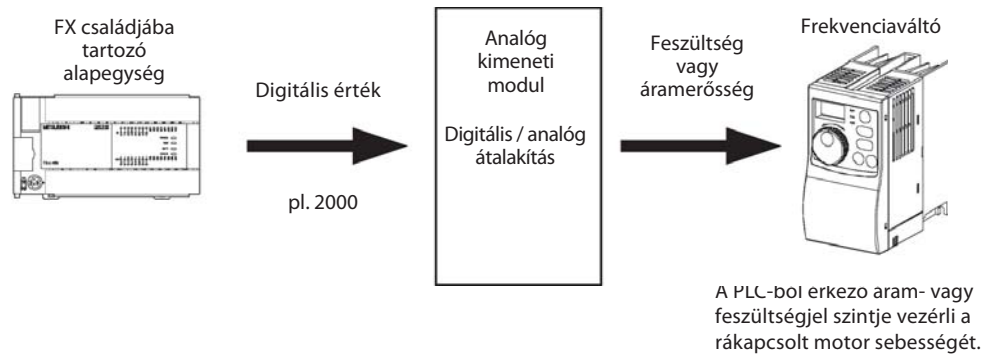 FX családjába
tartozó
alapegység
MITSUBISHI
Digitális érték
pl. 2000
Analóg
kimeneti
modul
Digitális / analóg
átalakítás
Feszültség
vagy
áramerősség
Frekvenciaváltó
A PLC-ből érkező áram- vagy
feszültségjel szintje vezérli a
rákapcsolt motor sebességét.